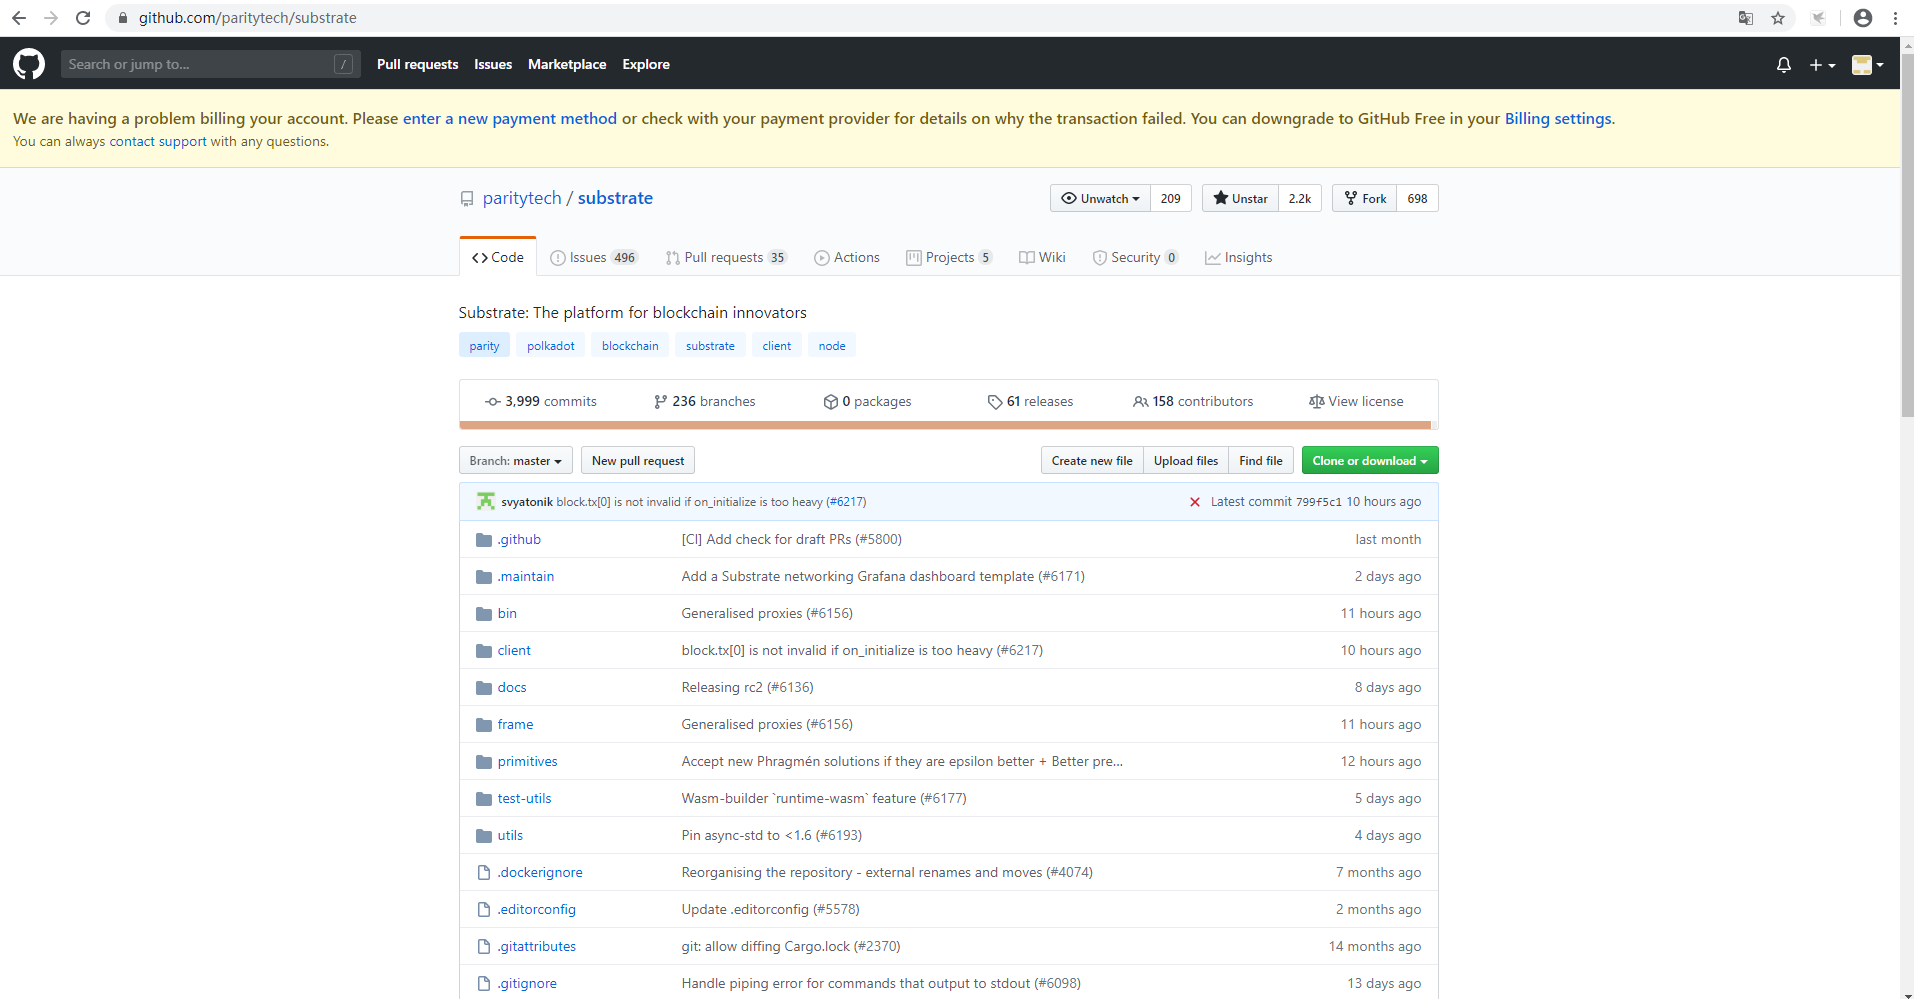 github.com/paritytech/substrate
Search or jump to... /
Pull requests Issues Marketplace Explore
We are having a problem billing your account. Please enter a new payment method or check with your payment provider for details on why the transaction failed. You can downgrade to GitHub Free in your Billing settings.
You can always contact support with any questions.
paritytech / substrate
Unwatch 209 Unstar 2.2k Fork 698
Code Issues 496 Pull requests 35 Actions Projects 5 Wiki Security 0 Insights
Substrate: The platform for blockchain innovators
parity polkadot blockchain substrate client node
3,999 commits 236 branches 0 packages 61 releases 158 contributors View license
Branch: master New pull request Create new file Upload files Find file Clone or download
svyatonik block.tx[0] is not invalid if on_initialize is too heavy (#6217) Latest commit 799f5c1 10 hours ago
.github [CI] Add check for draft PRs (#5800) last month
.maintain Add a Substrate networking Grafana dashboard template (#6171) 2 days ago
bin Generalised proxies (#6156) 11 hours ago
client block.tx[0] is not invalid if on_initialize is too heavy (#6217) 10 hours ago
docs Releasing rc2 (#6136) 8 days ago
frame Generalised proxies (#6156) 11 hours ago
primitives Accept new Phragmén solutions if they are epsilon better + Better pre... 12 hours ago
test-utils Wasm-builder `runtime-wasm` feature (#6177) 5 days ago
utils Pin async-std to <1.6 (#6193) 4 days ago
.dockerignore Reorganising the repository - external renames and moves (#4074) 7 months ago
.editorconfig Update .editorconfig (#5578) 2 months ago
.gitattributes git: allow diffing Cargo.lock (#2370) 14 months ago
.gitignore Handle piping error for commands that output to stdout (#6098) 13 days ago